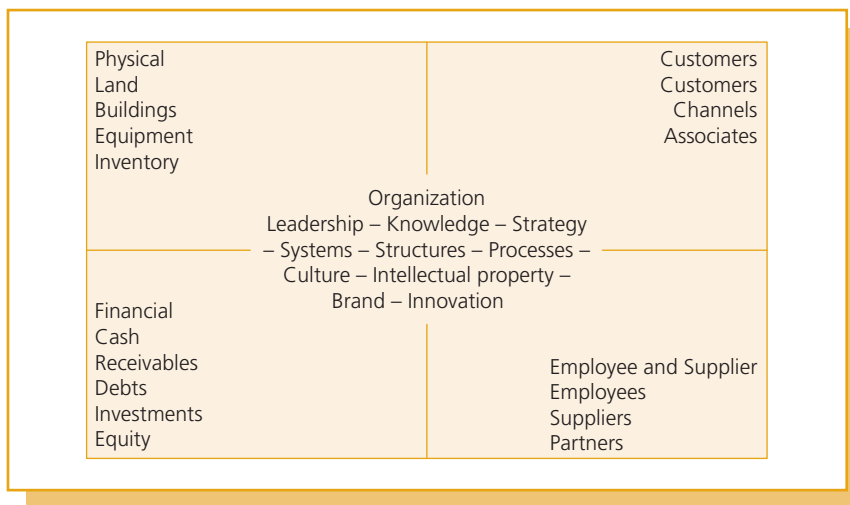 Physical
Land
Buildings
Equipment
Inventory
Customers
Customers
Channels
Associates
Organization
Leadership – Knowledge – Strategy
– Systems – Structures – Processes –
Culture – Intellectual property –
Brand – Innovation
Financial
Cash
Receivables
Debts
Investments
Equity
Employee and Supplier
Employees
Suppliers
Partners